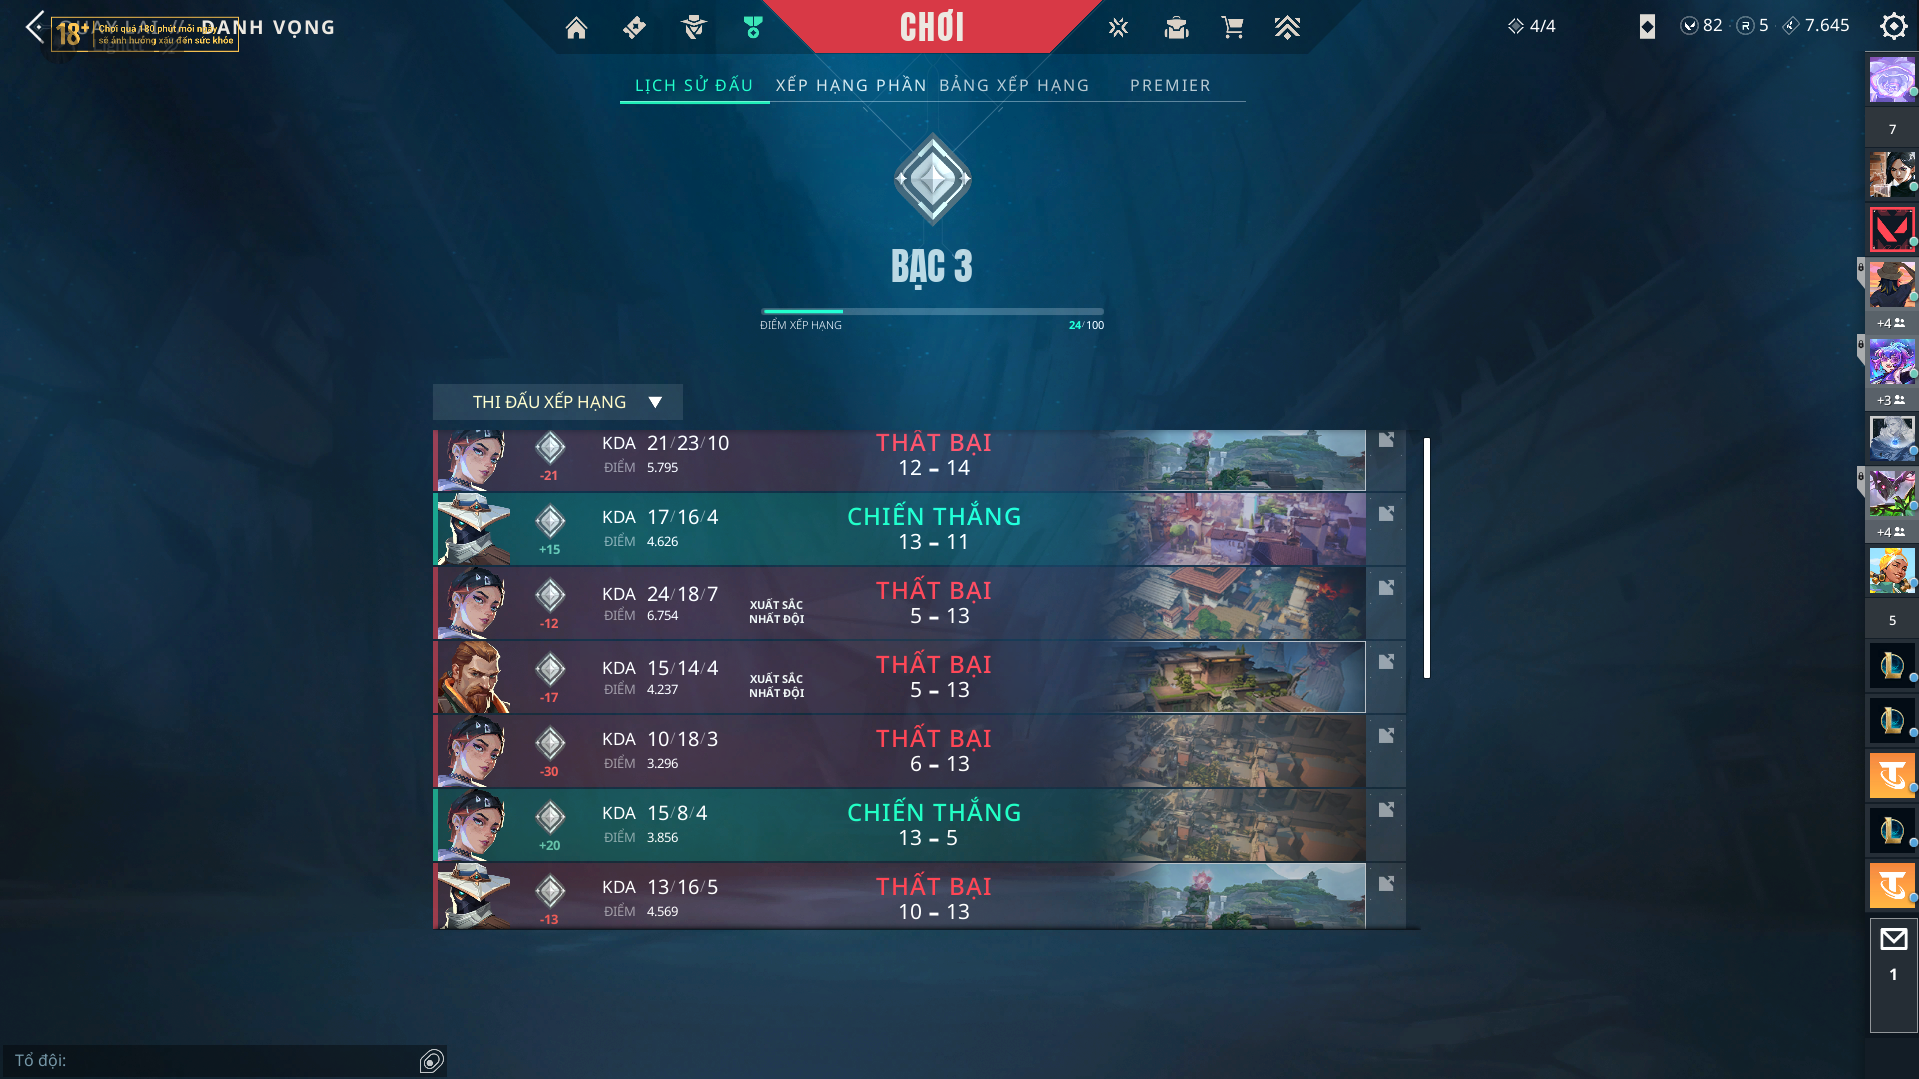 DANH VỌNG
18+
Chơi quá 180 phút mỗi ngày
sẽ ảnh hưởng xấu đến sức khỏe
CHƠI
4/4
82
5
7.645
LỊCH SỬ ĐẤU
XẾP HẠNG PHẦN
BẢNG XẾP HẠNG
PREMIER
BẠC 3
ĐIỂM XẾP HẠNG
24/100
THI ĐẤU XẾP HẠNG
KDA 21/23/10
ĐIỂM 5.795
-21
THẤT BẠI
12 – 14
KDA 17/16/4
ĐIỂM 4.626
+15
CHIẾN THẮNG
13 – 11
KDA 24/18/7
ĐIỂM 6.754
-12
XUẤT SẮC
NHẤT ĐỘI
THẤT BẠI
5 – 13
KDA 15/14/4
ĐIỂM 4.237
-17
XUẤT SẮC
NHẤT ĐỘI
THẤT BẠI
5 – 13
KDA 10/18/3
ĐIỂM 3.296
-30
THẤT BẠI
6 – 13
KDA 15/8/4
ĐIỂM 3.856
+20
CHIẾN THẮNG
13 – 5
KDA 13/16/5
ĐIỂM 4.569
-13
THẤT BẠI
10 – 13
7
+4
+3
+4
5
1
Tổ đội: